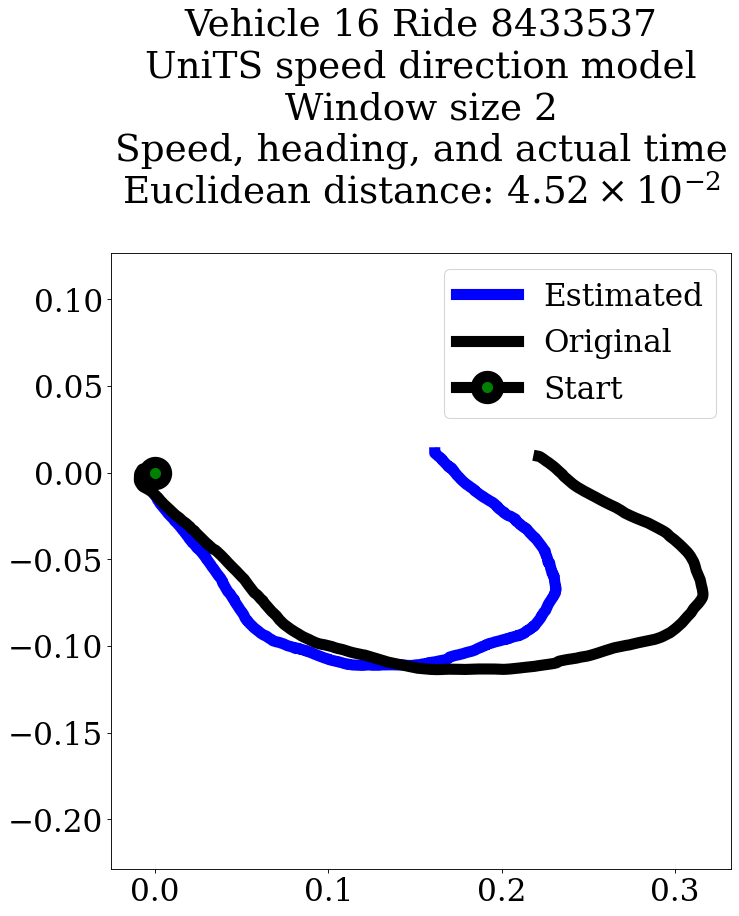 Vehicle 16 Ride 8433537
UniTS speed direction model
Window size 2
Speed, heading, and actual time
Euclidean distance: 4.52 × 10⁻²
Estimated
Original
Start
0.10
0.05
0.00
−0.05
−0.10
−0.15
−0.20
0.0 0.1 0.2 0.3